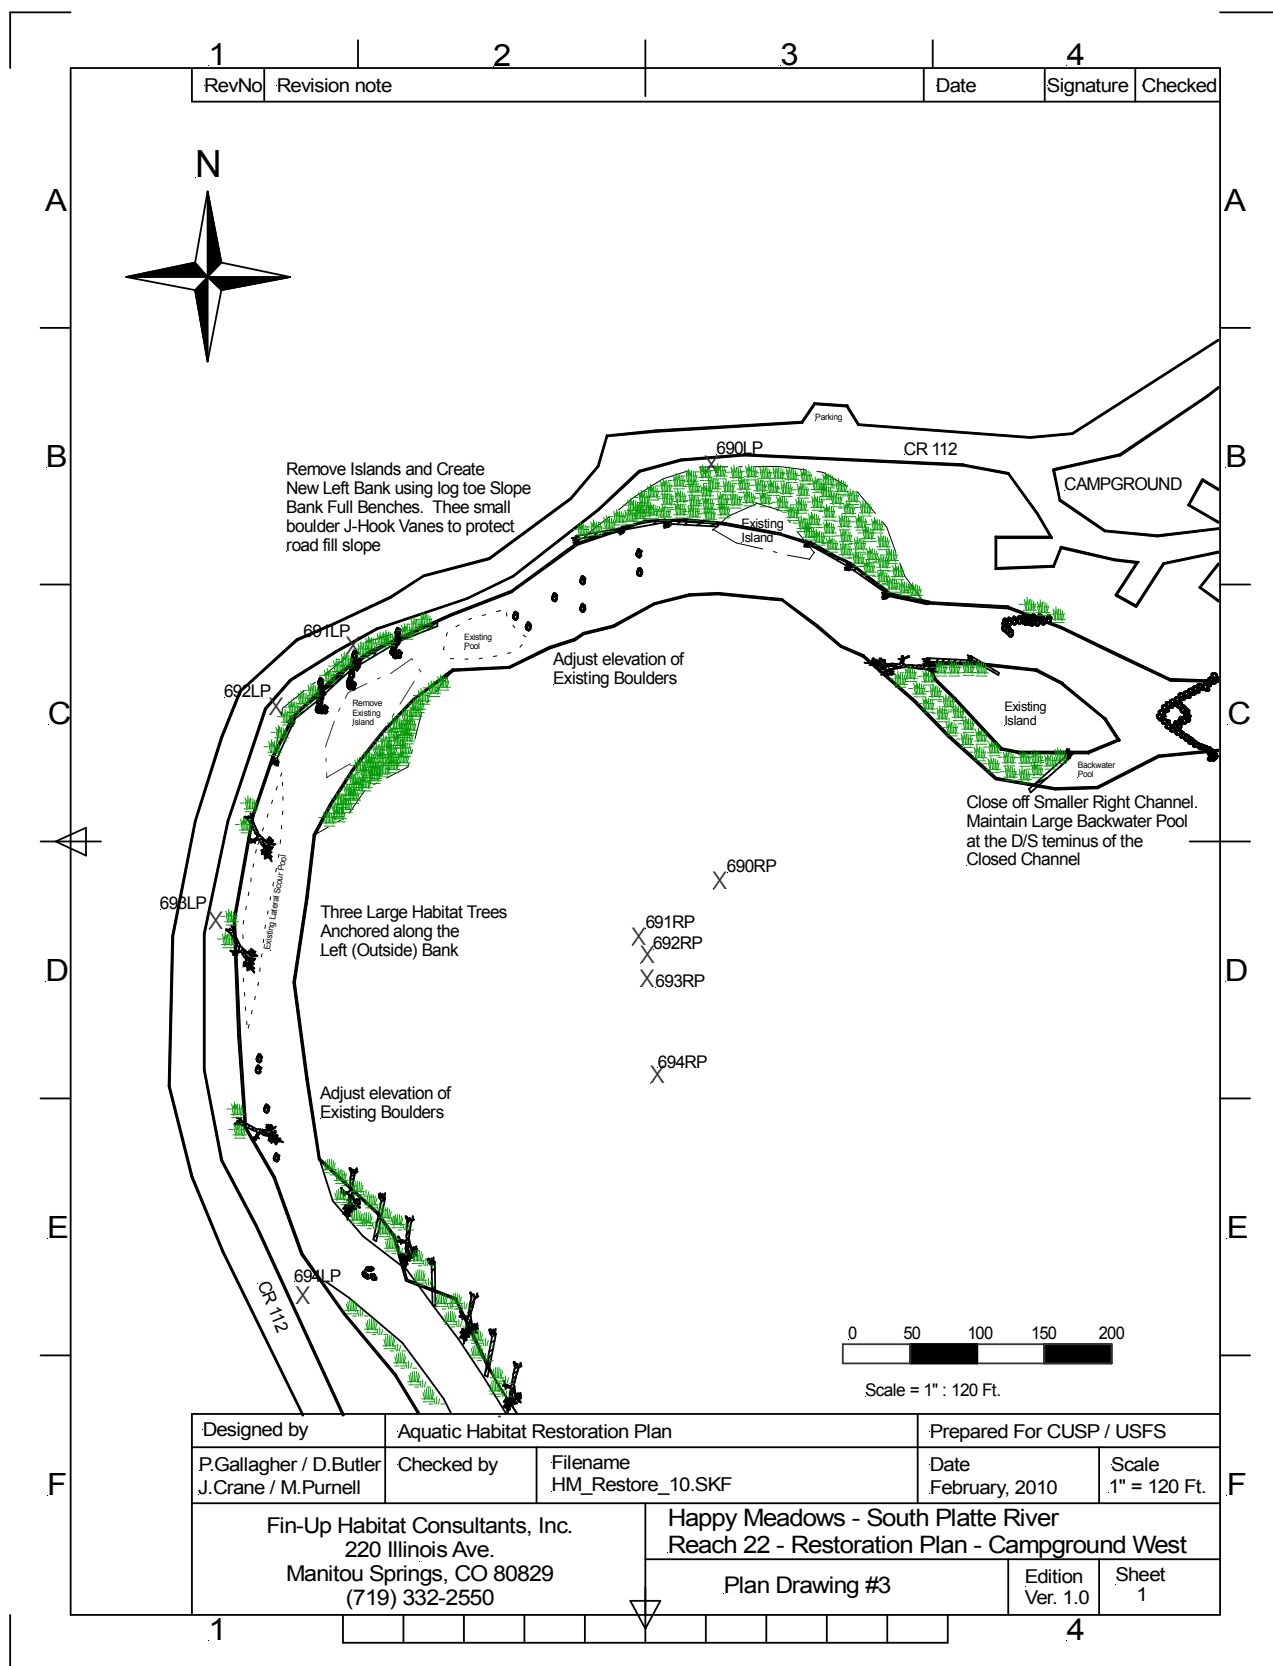 1
2
3
4
RevNo
Revision note
Date
Signature
Checked
N
A
A
Parking
B
690LP
CR 112
B
Remove Islands and Create
New Left Bank using log toe Slope
Bank Full Benches. Thee small
boulder J-Hook Vanes to protect
road fill slope
CAMPGROUND
Existing
Island
691LP
Existing
Pool
Adjust elevation of
Existing Boulders
692LP
C
Remove
Existing
Island
Existing
Island
C
Backwater
Pool
Close off Smaller Right Channel.
Maintain Large Backwater Pool
at the D/S teminus of the
Closed Channel
690RP
Existing Lateral Scour Pool
693LP
Three Large Habitat Trees
Anchored along the
Left (Outside) Bank
691RP
692RP
D
693RP
D
694RP
Adjust elevation of
Existing Boulders
E
E
694LP
CR 112
0 50 100 150 200
Scale = 1" : 120 Ft.
Designed by
Aquatic Habitat Restoration Plan
Prepared For CUSP / USFS
P.Gallagher / D.Butler
J.Crane / M.Purnell
Checked by
Filename
HM_Restore_10.SKF
Date
February, 2010
Scale
1" = 120 Ft.
F
F
Fin-Up Habitat Consultants, Inc.
220 Illinois Ave.
Manitou Springs, CO 80829
(719) 332-2550
Happy Meadows - South Platte River
Reach 22 - Restoration Plan - Campground West
Plan Drawing #3
Edition
Ver. 1.0
Sheet
1
1
4